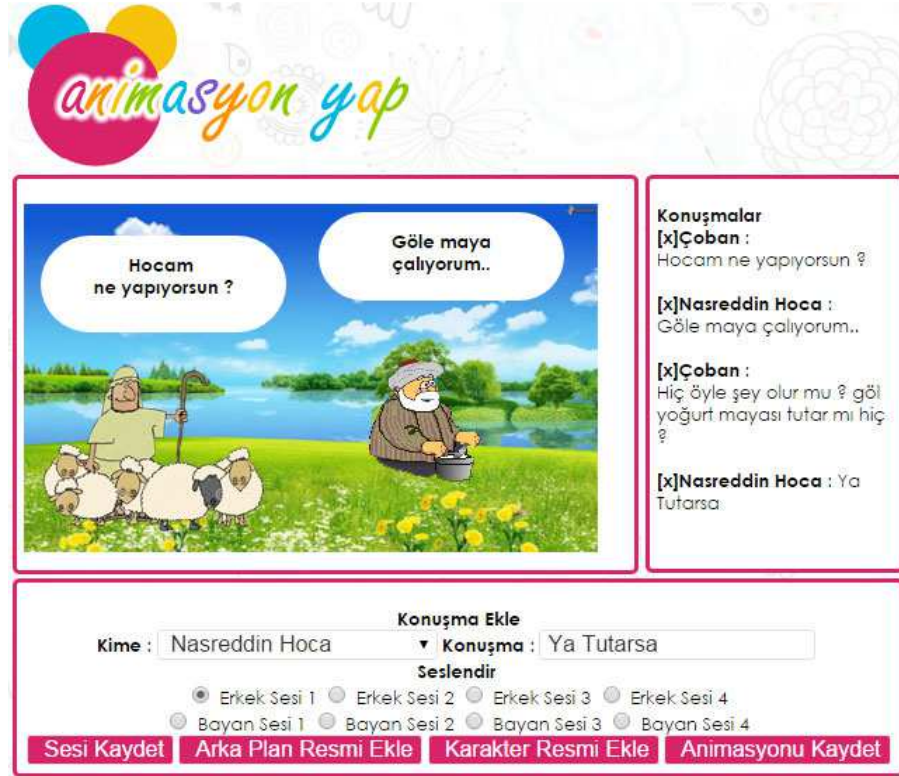 animasyon yap
Hocam
ne yapıyorsun ?
Göle maya
çalıyorum..
Konuşmalar
[x]Çoban :
Hocam ne yapıyorsun ?
[x]Nasreddin Hoca :
Göle maya çalıyorum..
[x]Çoban :
Hiç öyle şey olur mu ? göl
yoğurt mayası tutar mı hiç
?
[x]Nasreddin Hoca : Ya
Tutarsa
Konuşma Ekle
Kime : Nasreddin Hoca Konuşma : Ya Tutarsa
Seslendir
Erkek Sesi 1 Erkek Sesi 2 Erkek Sesi 3 Erkek Sesi 4
Bayan Sesi 1 Bayan Sesi 2 Bayan Sesi 3 Bayan Sesi 4
Sesi Kaydet Arka Plan Resmi Ekle Karakter Resmi Ekle Animasyonu Kaydet